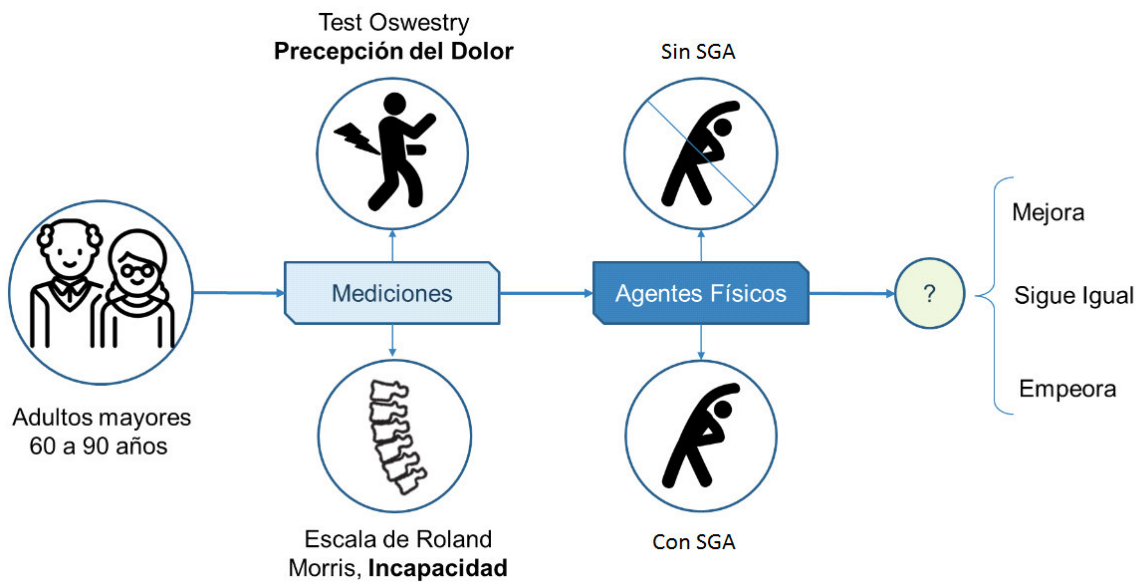 Test Oswestry
Precepción del Dolor
Sin SGA
Adultos mayores
60 a 90 años
Mediciones
Agentes Físicos
?
Mejora
Sigue Igual
Empeora
Escala de Roland
Morris, Incapacidad
Con SGA